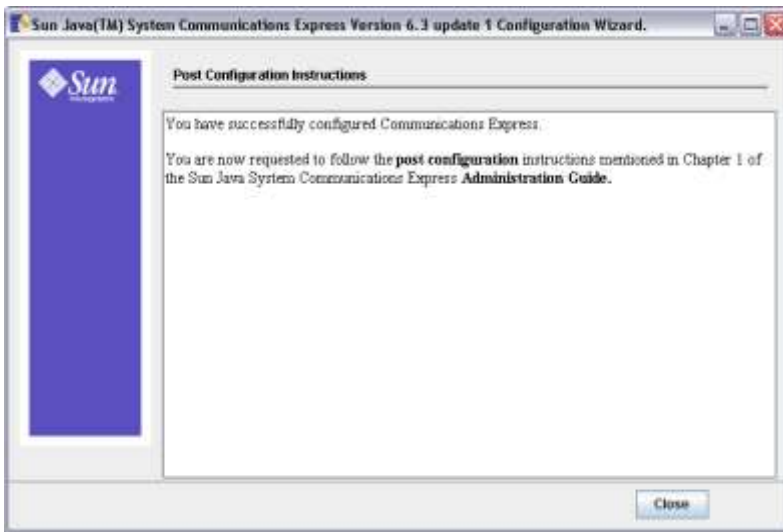 Sun Java(TM) System Communications Express Version 6.3 update 1 Configuration Wizard.
Sun
Post Configuration Instructions
You have successfully configured Communications Express.
You are now requested to follow the post configuration instructions mentioned in Chapter 1 of
the Sun Java System Communications Express Administration Guide.
Close